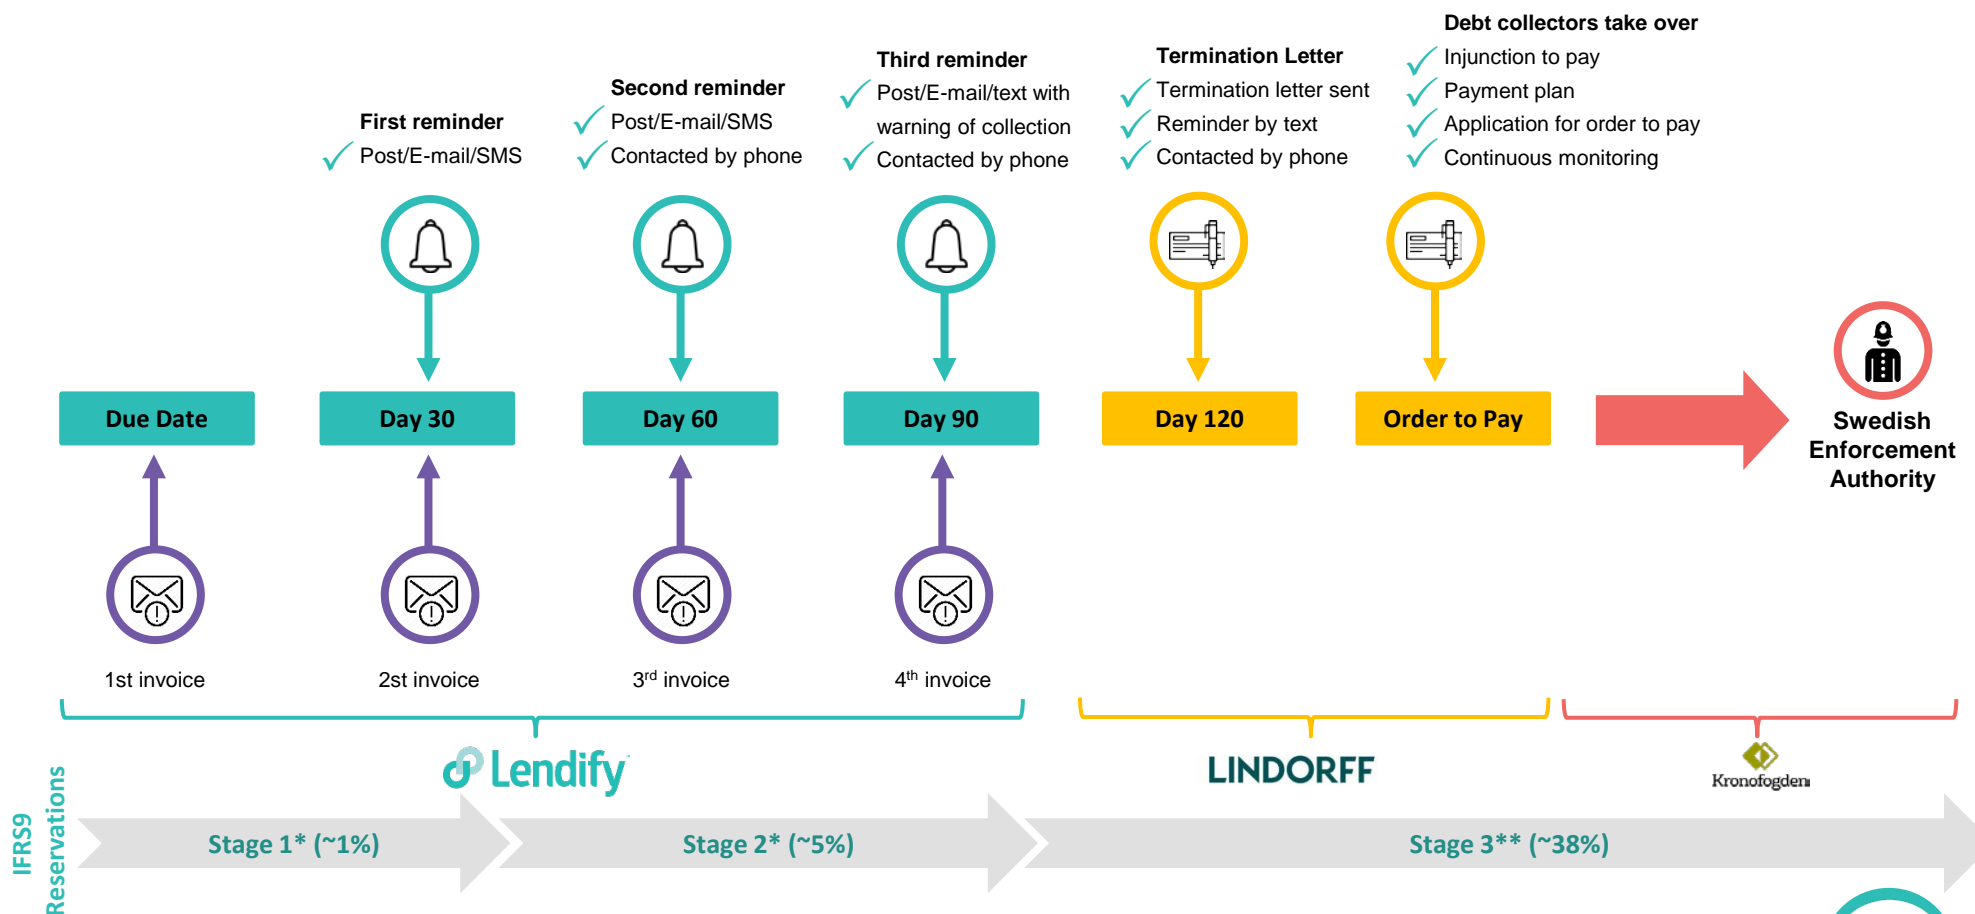 First reminder
Post/E-mail/SMS
Second reminder
Post/E-mail/SMS
Contacted by phone
Third reminder
Post/E-mail/text with
warning of collection
Contacted by phone
Termination Letter
Termination letter sent
Reminder by text
Contacted by phone
Debt collectors take over
Injunction to pay
Payment plan
Application for order to pay
Continuous monitoring
Due Date
Day 30
Day 60
Day 90
Day 120
Order to Pay
Swedish
Enforcement
Authority
1st invoice
2st invoice
3rd invoice
4th invoice
Lendify
LINDORFF
Kronofogden
IFRS9
Reservations
Stage 1* (~1%)
Stage 2* (~5%)
Stage 3** (~38%)